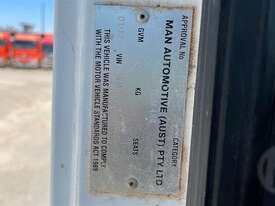 APPROVAL No CATEGORY
MAN AUTOMOTIVE (AUST) PTY LTD
GVM KG SEATS
VIN
THIS VEHICLE WAS MANUFACTURED TO COMPLY
WITH THE MOTOR VEHICLE STANDARDS ACT 1989